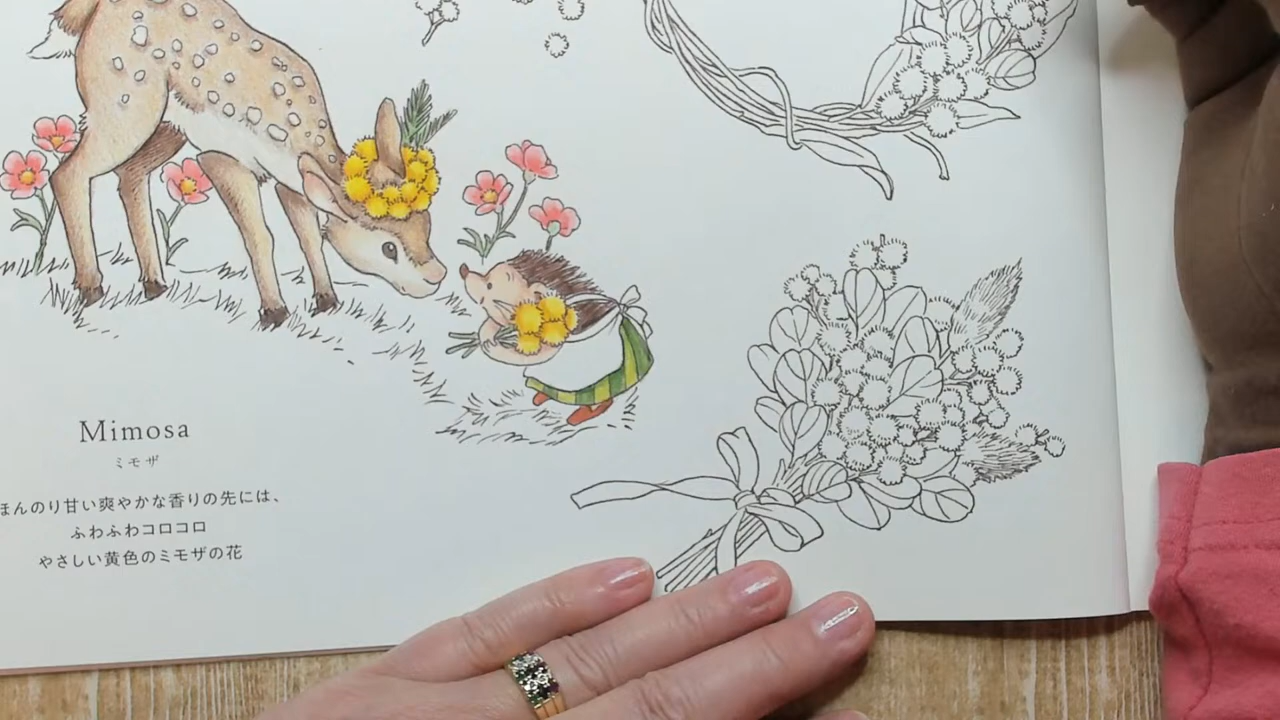 Mimosa
ミモザ
ほんのり甘い爽やかな香りの先には、
ふわふわコロコロ
やさしい黄色のミモザの花